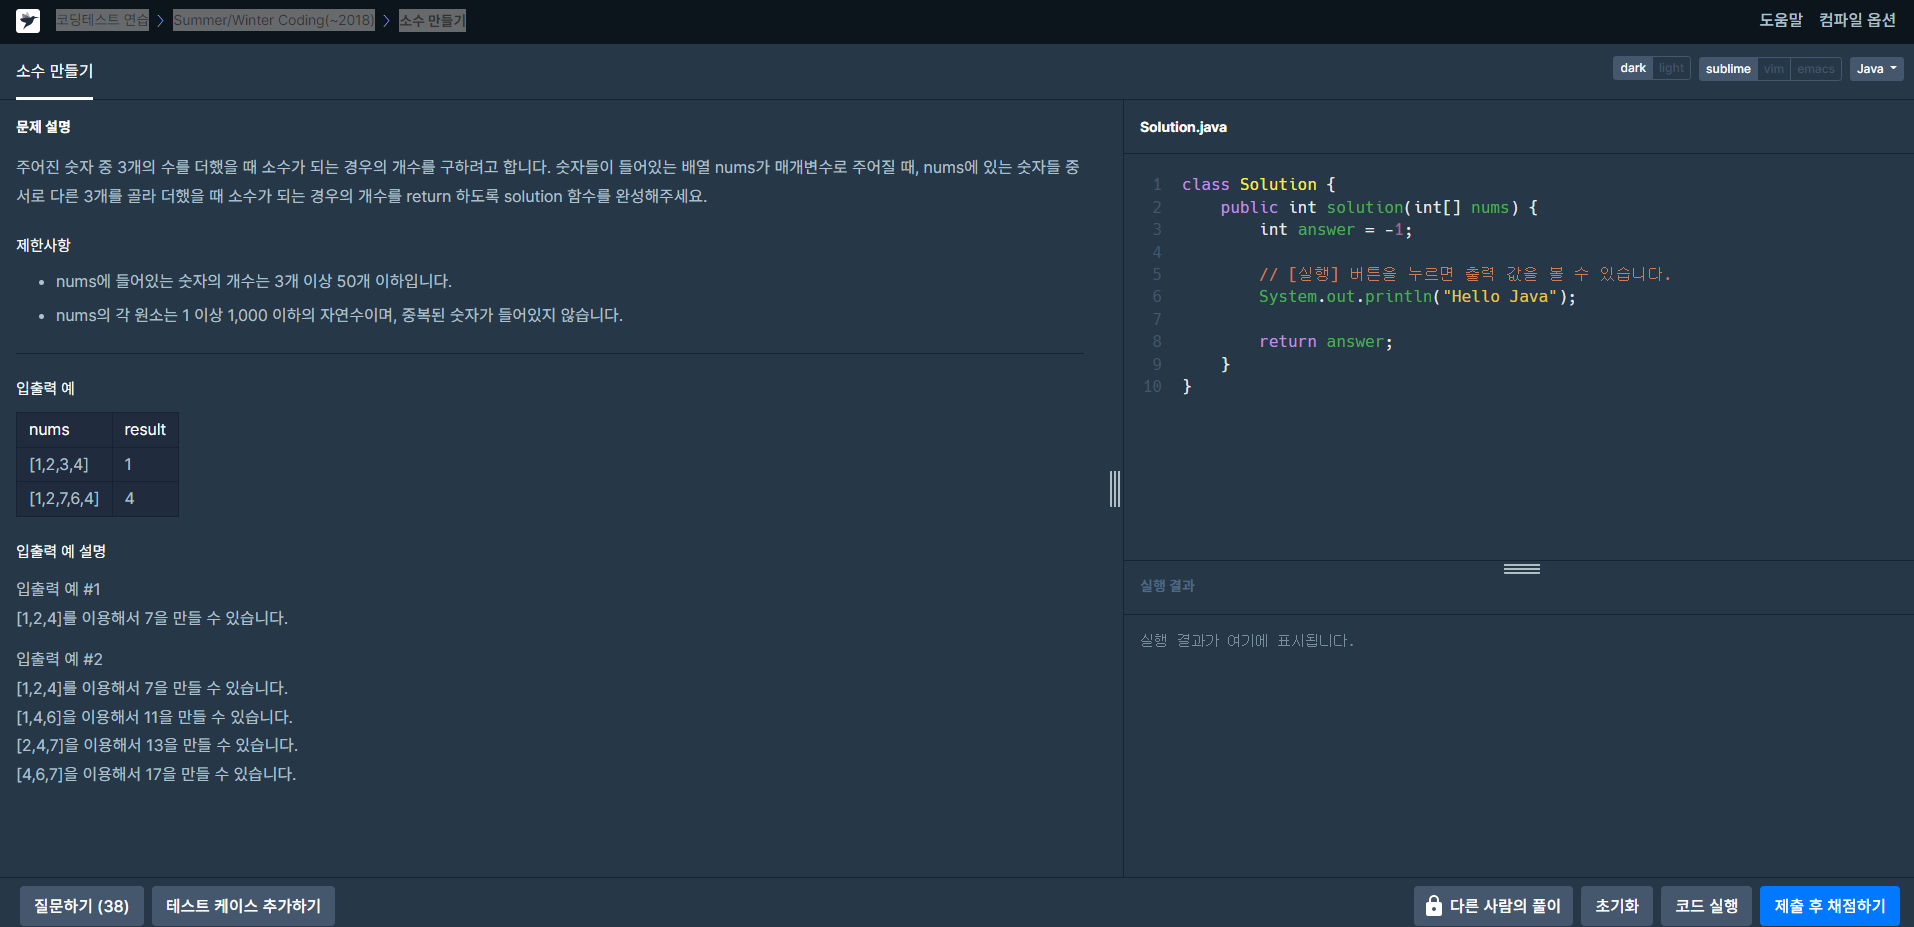 코딩테스트 연습 > Summer/Winter Coding(~2018) > 소수 만들기
도움말 컴파일 옵션
소수 만들기
dark light sublime vim emacs Java
문제 설명
주어진 숫자 중 3개의 수를 더했을 때 소수가 되는 경우의 개수를 구하려고 합니다. 숫자들이 들어있는 배열 nums가 매개변수로 주어질 때, nums에 있는 숫자들 중
서로 다른 3개를 골라 더했을 때 소수가 되는 경우의 개수를 return 하도록 solution 함수를 완성해주세요.
제한사항
• nums에 들어있는 숫자의 개수는 3개 이상 50개 이하입니다.
• nums의 각 원소는 1 이상 1,000 이하의 자연수이며, 중복된 숫자가 들어있지 않습니다.
입출력 예
nums result
[1,2,3,4] 1
[1,2,7,6,4] 4
입출력 예 설명
입출력 예 #1
[1,2,4]를 이용해서 7을 만들 수 있습니다.
입출력 예 #2
[1,2,4]를 이용해서 7을 만들 수 있습니다.
[1,4,6]을 이용해서 11을 만들 수 있습니다.
[2,4,7]을 이용해서 13을 만들 수 있습니다.
[4,6,7]을 이용해서 17을 만들 수 있습니다.
Solution.java
1 class Solution {
2     public int solution(int[] nums) {
3         int answer = -1;
4
5         // [실행] 버튼을 누르면 출력 값을 볼 수 있습니다.
6         System.out.println("Hello Java");
7
8         return answer;
9     }
10 }
실행 결과
실행 결과가 여기에 표시됩니다.
질문하기 (38) 테스트 케이스 추가하기
다른 사람의 풀이 초기화 코드 실행 제출 후 채점하기